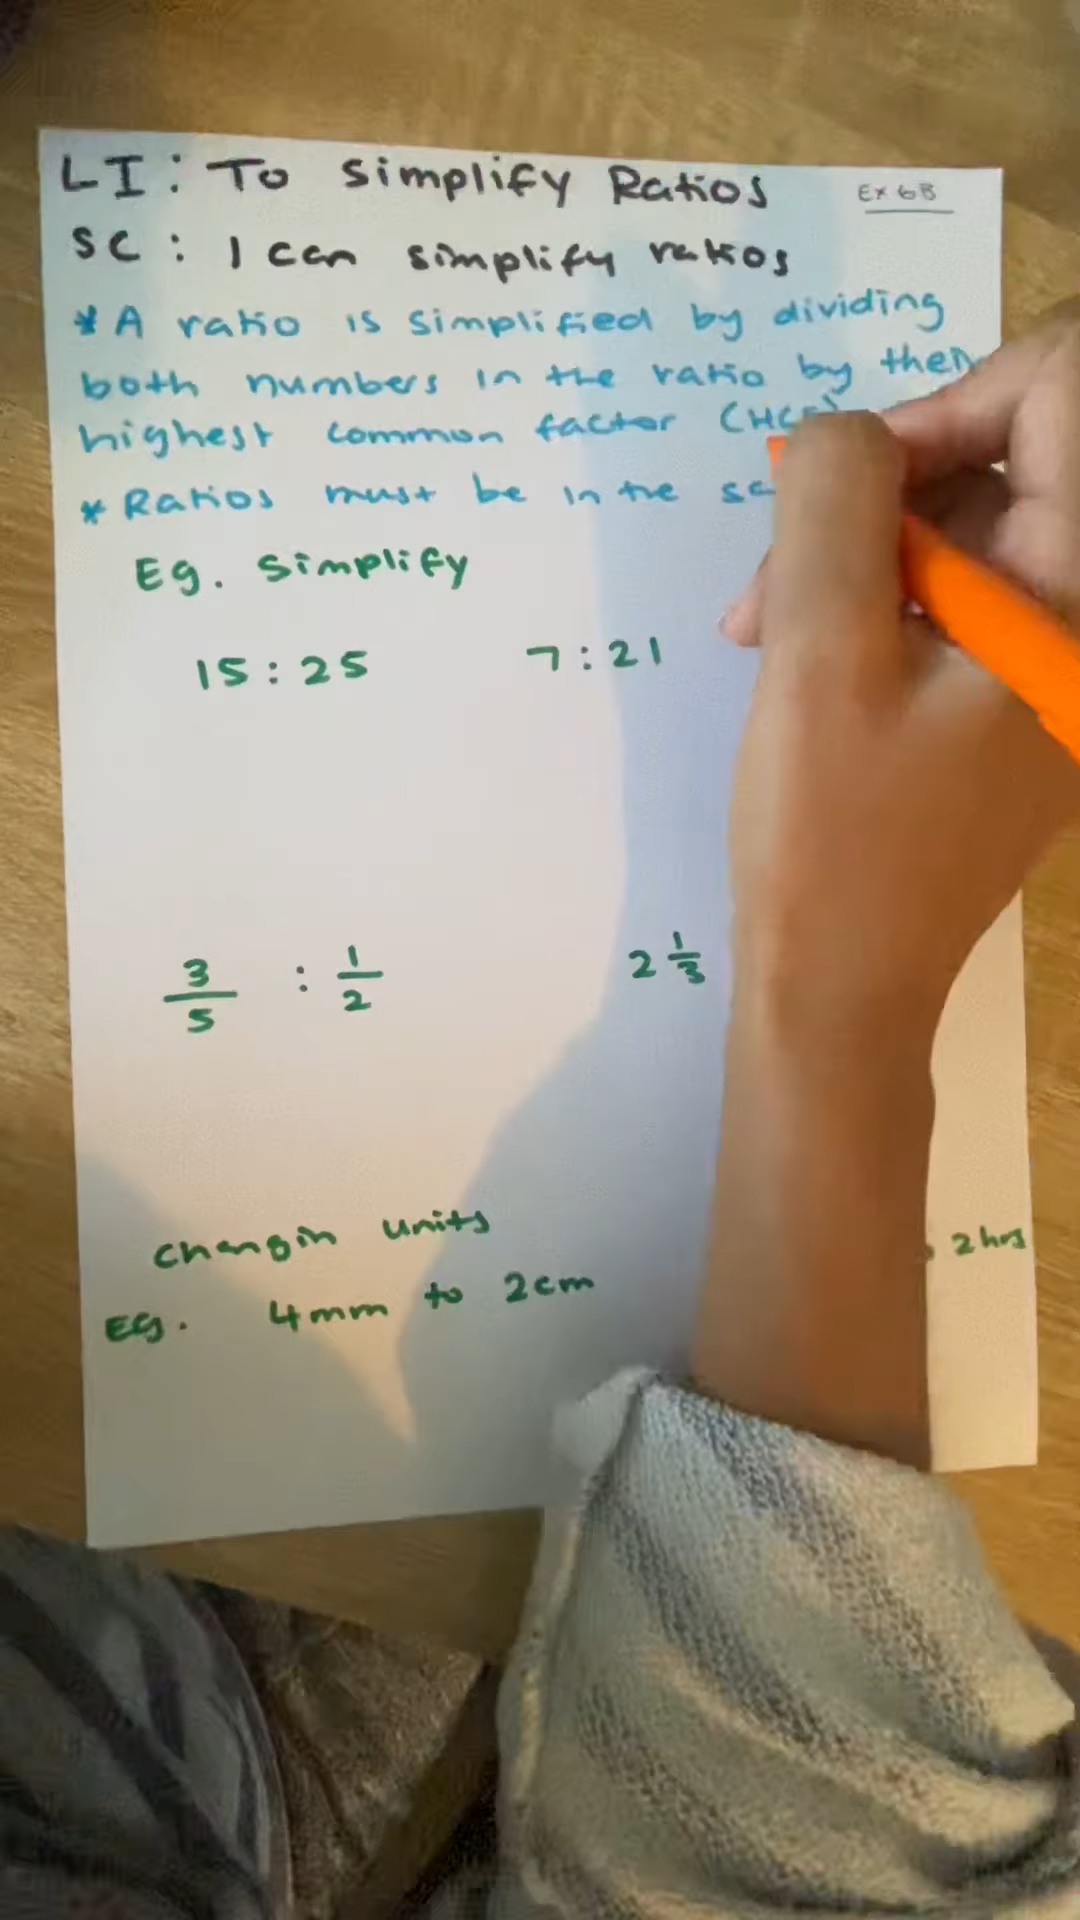 LI: To simplify Ratios
Ex 6B
SC: I can simplify ratios
* A ratio is simplified by dividing
both numbers in the ratio by their
highest common factor (HCF)
* Ratios must be in the
Eg. Simplify
15:25 7:21
3/5 : 1/2 2 1/3
Changin units 2hrs
EG. 4mm to 2cm